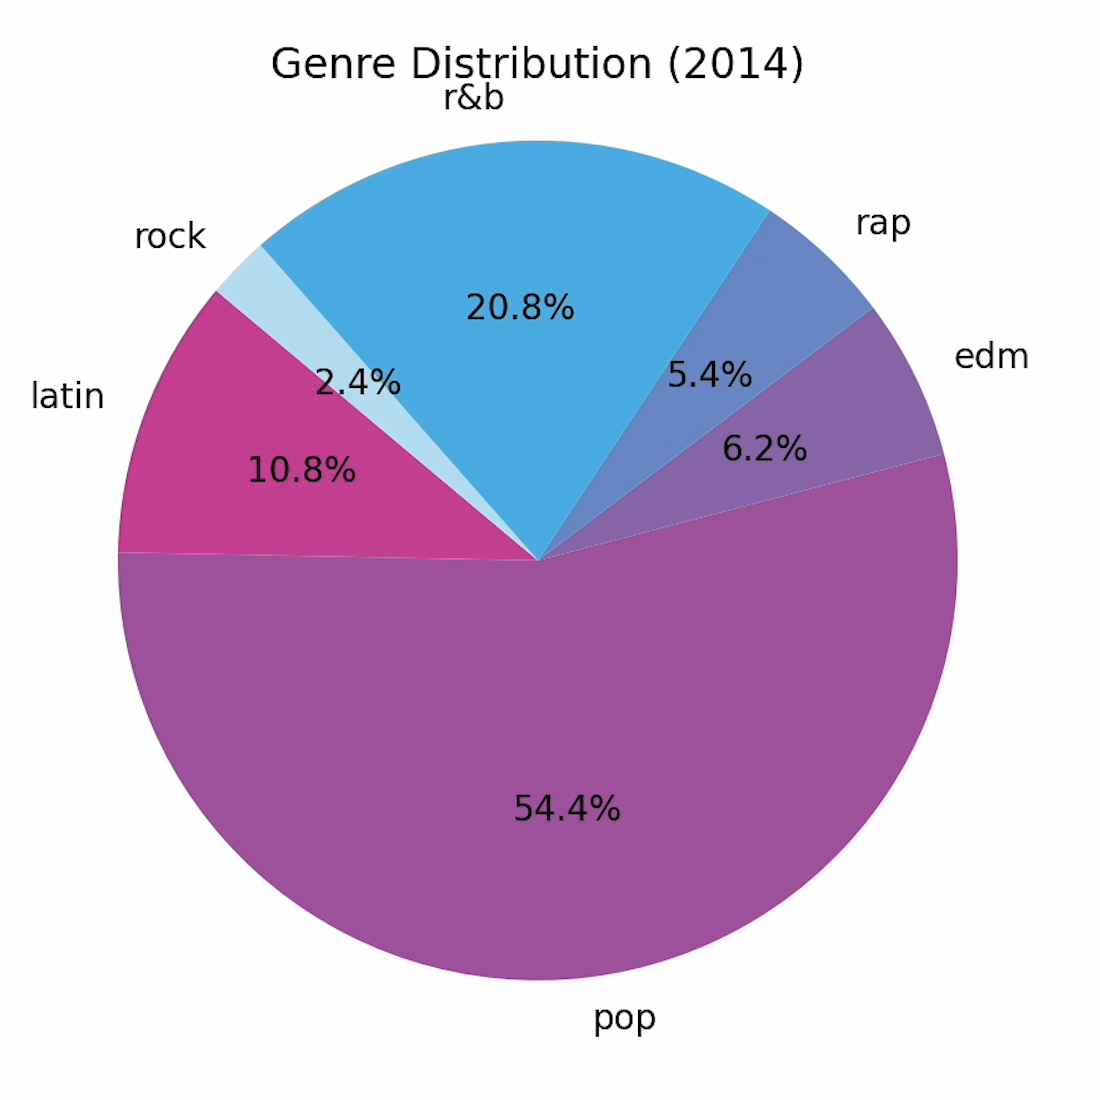 Genre Distribution (2014)
r&b
rap
rock
20.8%
edm
5.4%
2.4%
latin
6.2%
10.8%
54.4%
pop